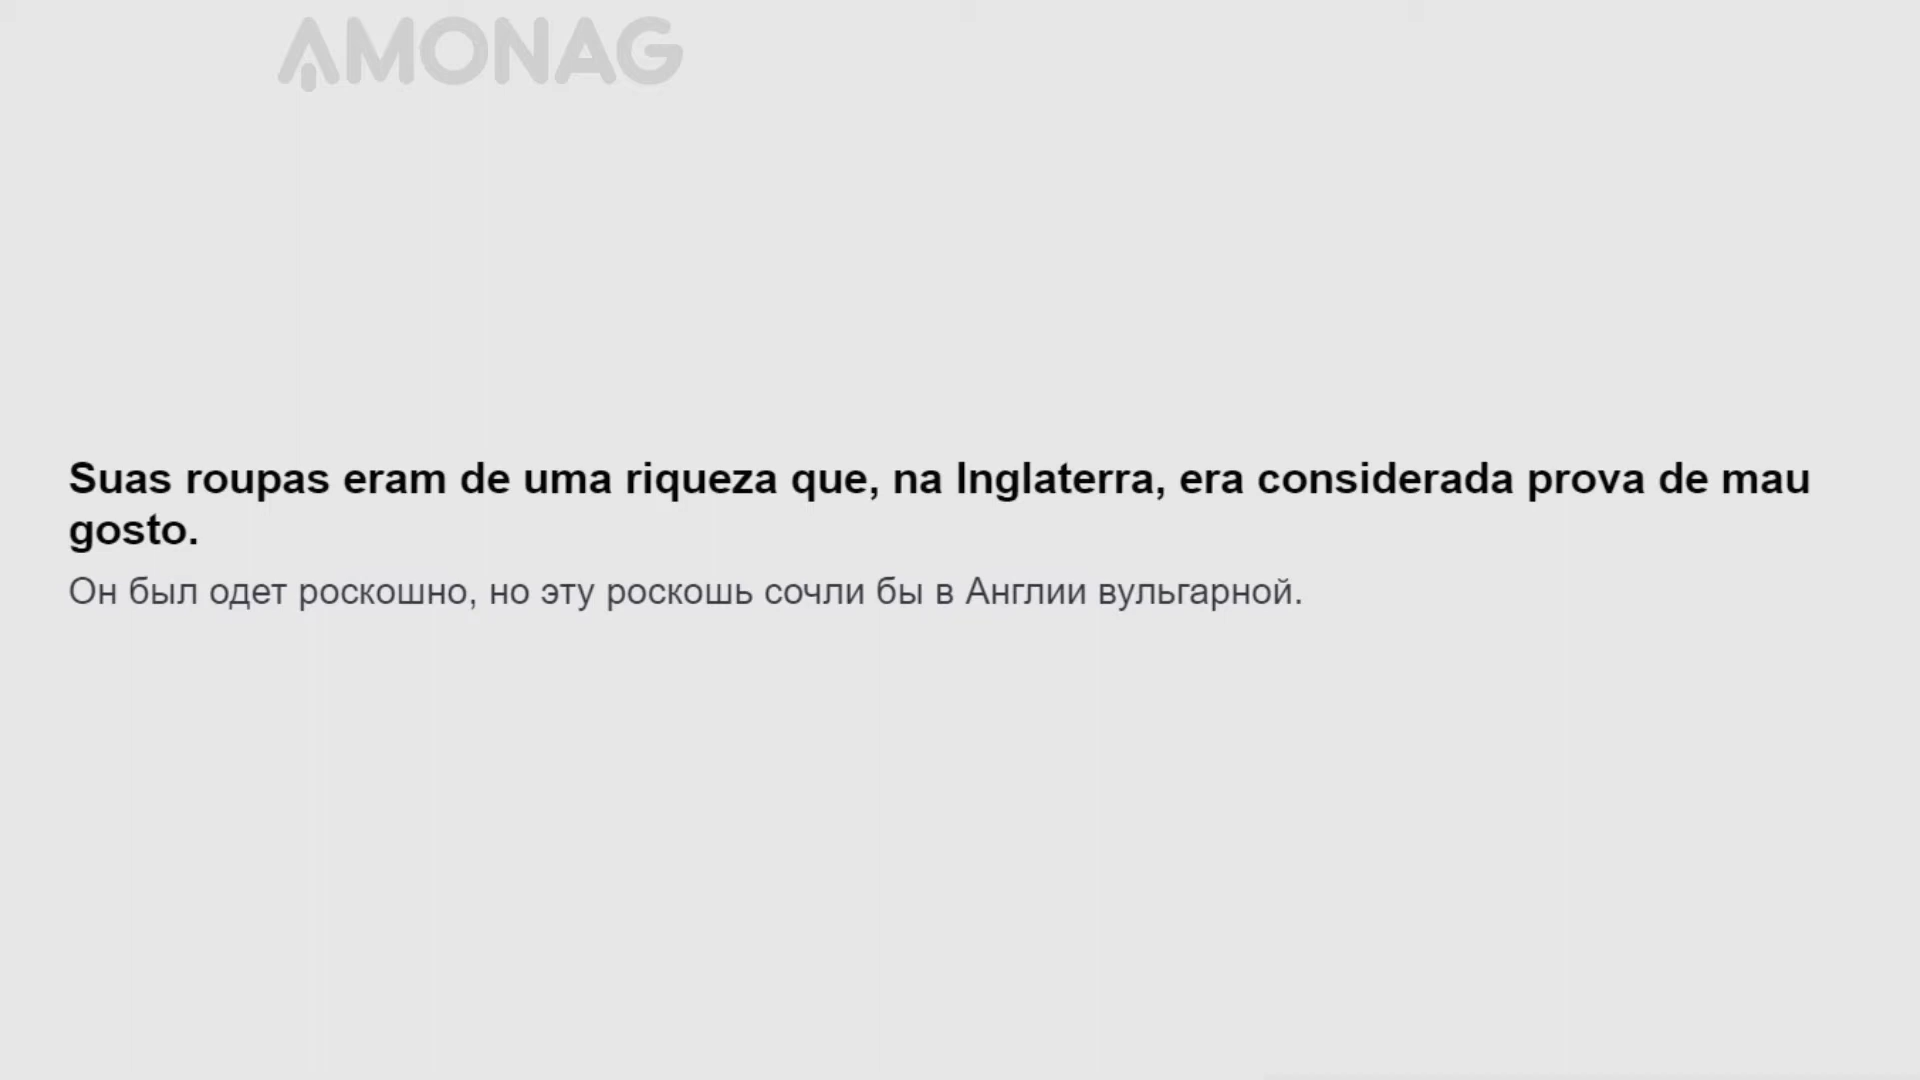 AMONAG
Suas roupas eram de uma riqueza que, na Inglaterra, era considerada prova de mau
gosto.
Он был одет роскошно, но эту роскошь сочли бы в Англии вульгарной.